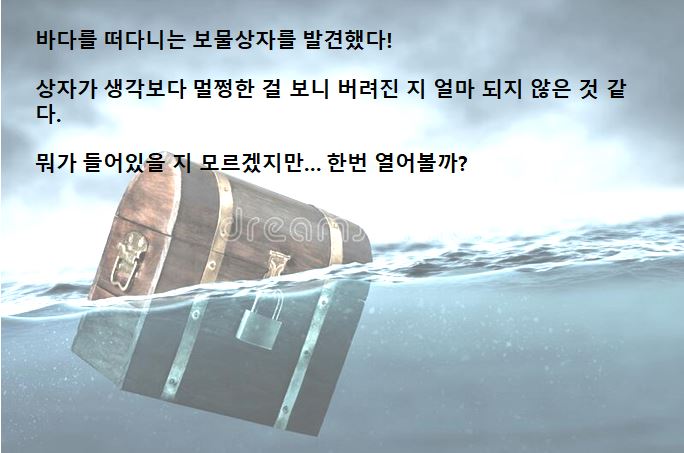 바다를 떠다니는 보물상자를 발견했다!
상자가 생각보다 멀쩡한 걸 보니 버려진 지 얼마 되지 않은 것 같
다.
뭐가 들어있을 지 모르겠지만... 한번 열어볼까?
dreams